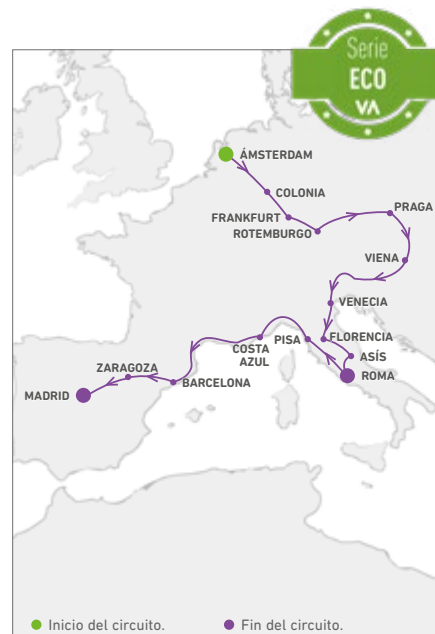 Serie
ECO
VA
ÁMSTERDAM
COLONIA
FRANKFURT
PRAGA
ROTEMBURGO
VIENA
VENECIA
FLORENCIA
PISA
COSTA
AZUL
ASÍS
ZARAGOZA
BARCELONA
ROMA
MADRID
Inicio del circuito.
Fin del circuito.